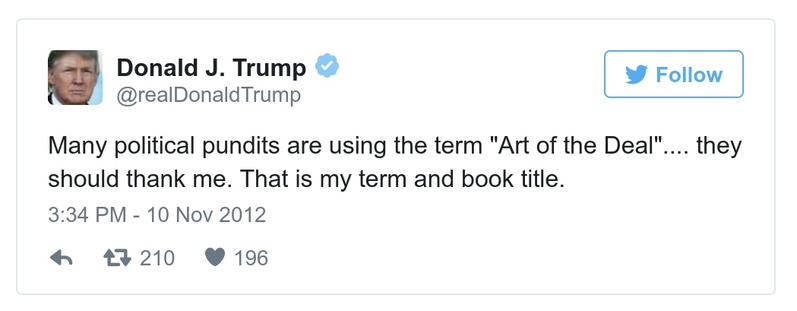 Donald J. Trump
@realDonaldTrump
Follow
Many political pundits are using the term "Art of the Deal".... they
should thank me. That is my term and book title.
3:34 PM - 10 Nov 2012
210 196